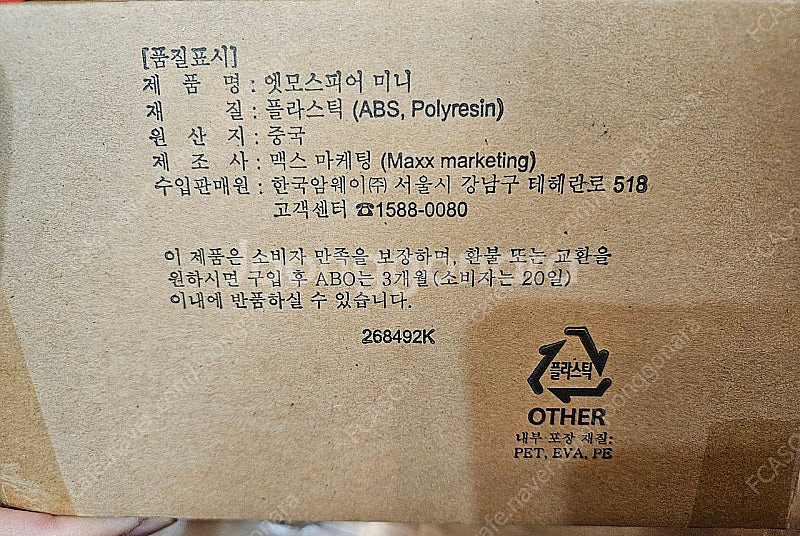 [품질표시]
제 품 명 : 앳모스피어 미니
재 질 : 플라스틱 (ABS, Polyresin)
원 산 지 : 중국
제 조 사 : 맥스 마케팅 (Maxx marketing)
수입판매원 : 한국암웨이㈜ 서울시 강남구 테헤란로 518
고객센터 ☎1588-0080
이 제품은 소비자 만족을 보장하며, 환불 또는 교환을
원하시면 구입 후 ABO는 3개월(소비자는 20일)
이내에 반품하실 수 있습니다.
268492K
플라스틱
OTHER
내부 포장 재질:
PET, EVA, PE